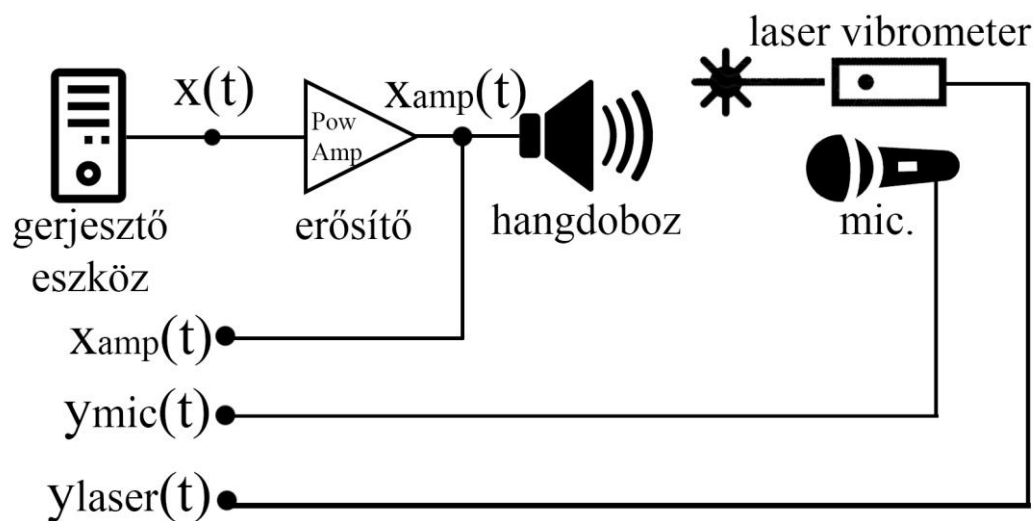 laser vibrometer
x(t)
xamp(t)
Pow
Amp
gerjesztő
eszköz
erősítő
hangdoboz
mic.
xamp(t)
ymic(t)
ylaser(t)